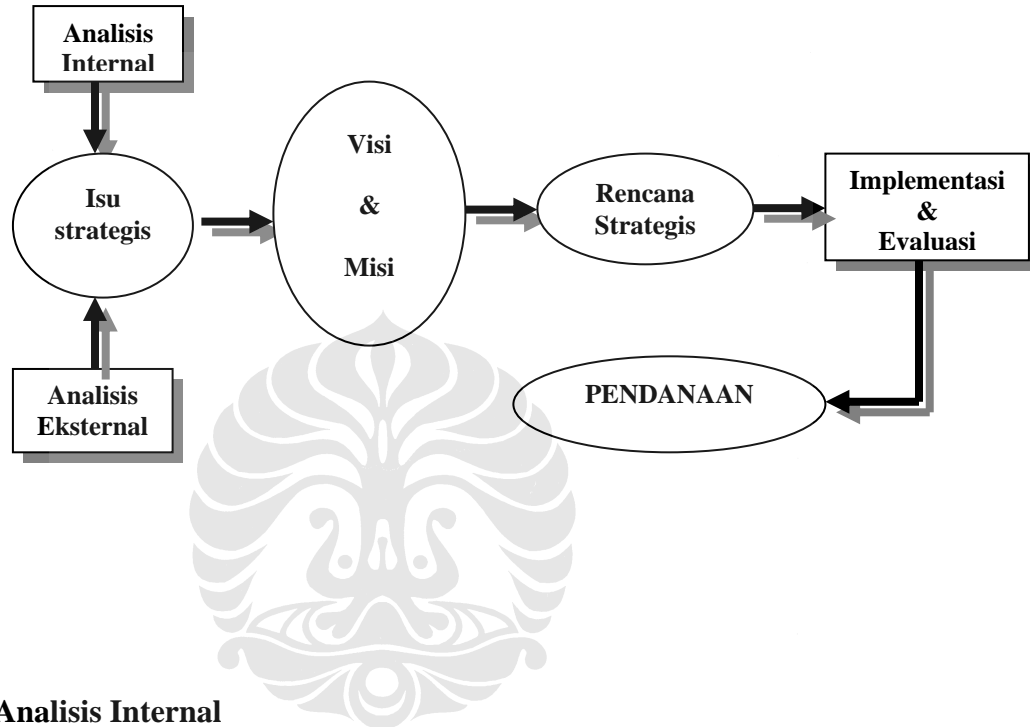 Analisis
Internal
Isu
strategis
Analisis
Eksternal
Visi
&
Misi
Rencana
Strategis
Implementasi
&
Evaluasi
PENDANAAN
Analisis Internal